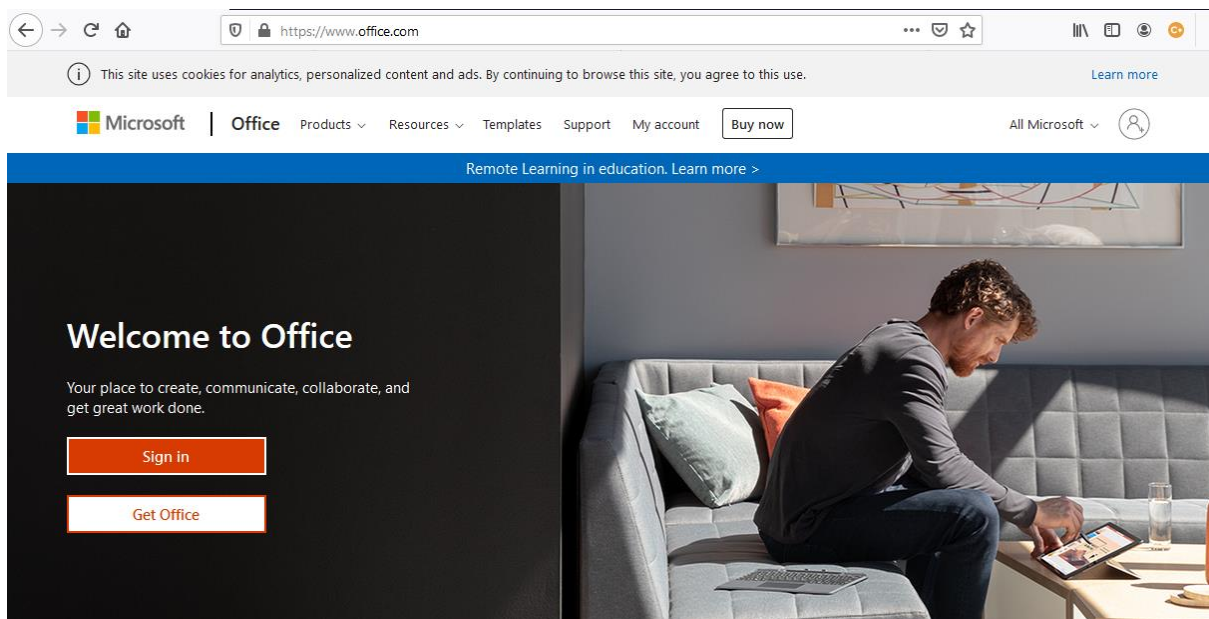 https://www.office.com
This site uses cookies for analytics, personalized content and ads. By continuing to browse this site, you agree to this use.
Learn more
Microsoft
Office
Products
Resources
Templates
Support
My account
Buy now
All Microsoft
Remote Learning in education. Learn more >
Welcome to Office
Your place to create, communicate, collaborate, and
get great work done.
Sign in
Get Office